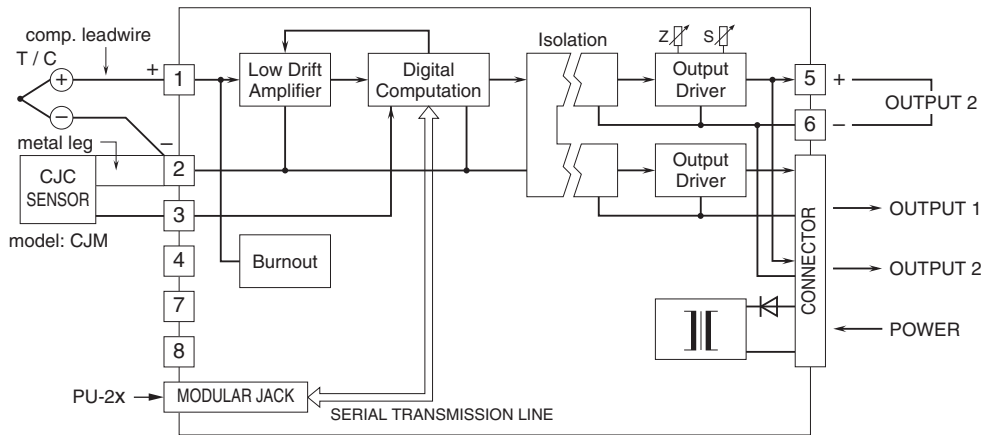 comp. leadwire
T / C
+
–
+
–
metal leg
CJC
SENSOR
model: CJM
1
2
3
4
7
8
Low Drift
Amplifier
Digital
Computation
Burnout
Isolation
Z
S
Output
Driver
Output
Driver
5
+
6
–
OUTPUT 2
CONNECTOR
OUTPUT 1
OUTPUT 2
POWER
PU-2x
MODULAR JACK
SERIAL TRANSMISSION LINE